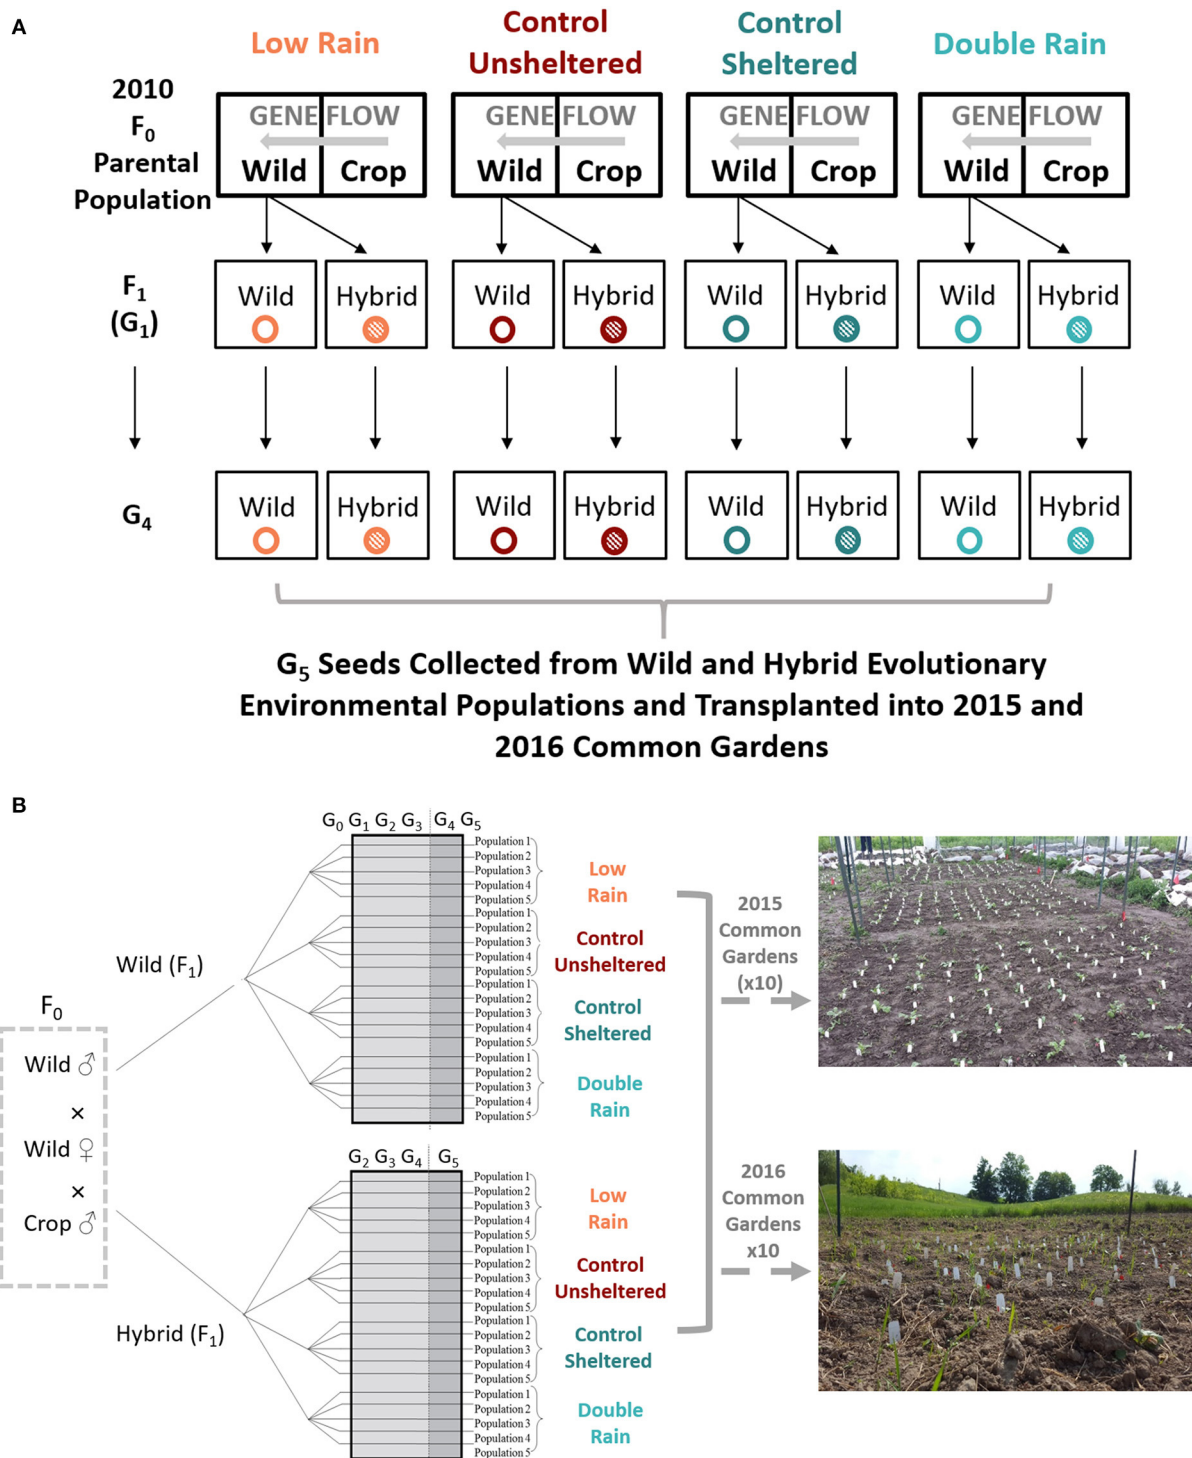 A
Low Rain
Control
Unsheltered
Control
Sheltered
Double Rain
2010
F0
Parental
Population
GENE FLOW
Wild Crop
GENE FLOW
Wild Crop
GENE FLOW
Wild Crop
GENE FLOW
Wild Crop
F1
(G1)
Wild Hybrid Wild Hybrid Wild Hybrid Wild Hybrid
G4
Wild Hybrid Wild Hybrid Wild Hybrid Wild Hybrid
G5 Seeds Collected from Wild and Hybrid Evolutionary
Environmental Populations and Transplanted into 2015 and
2016 Common Gardens
B
F0
Wild ♂
×
Wild ♀
×
Crop ♂
Wild (F1)
Hybrid (F1)
G0 G1 G2 G3 G4 G5
Population 1
Population 2
Population 3
Population 4
Population 5
Low
Rain
Population 1
Population 2
Population 3
Population 4
Population 5
Control
Unsheltered
Population 1
Population 2
Population 3
Population 4
Population 5
Control
Sheltered
Population 1
Population 2
Population 3
Population 4
Population 5
Double
Rain
G2 G3 G4 G5
Population 1
Population 2
Population 3
Population 4
Population 5
Low
Rain
Population 1
Population 2
Population 3
Population 4
Population 5
Control
Unsheltered
Population 1
Population 2
Population 3
Population 4
Population 5
Control
Sheltered
Population 1
Population 2
Population 3
Population 4
Population 5
Double
Rain
2015
Common
Gardens
(x10)
2016
Common
Gardens
x10